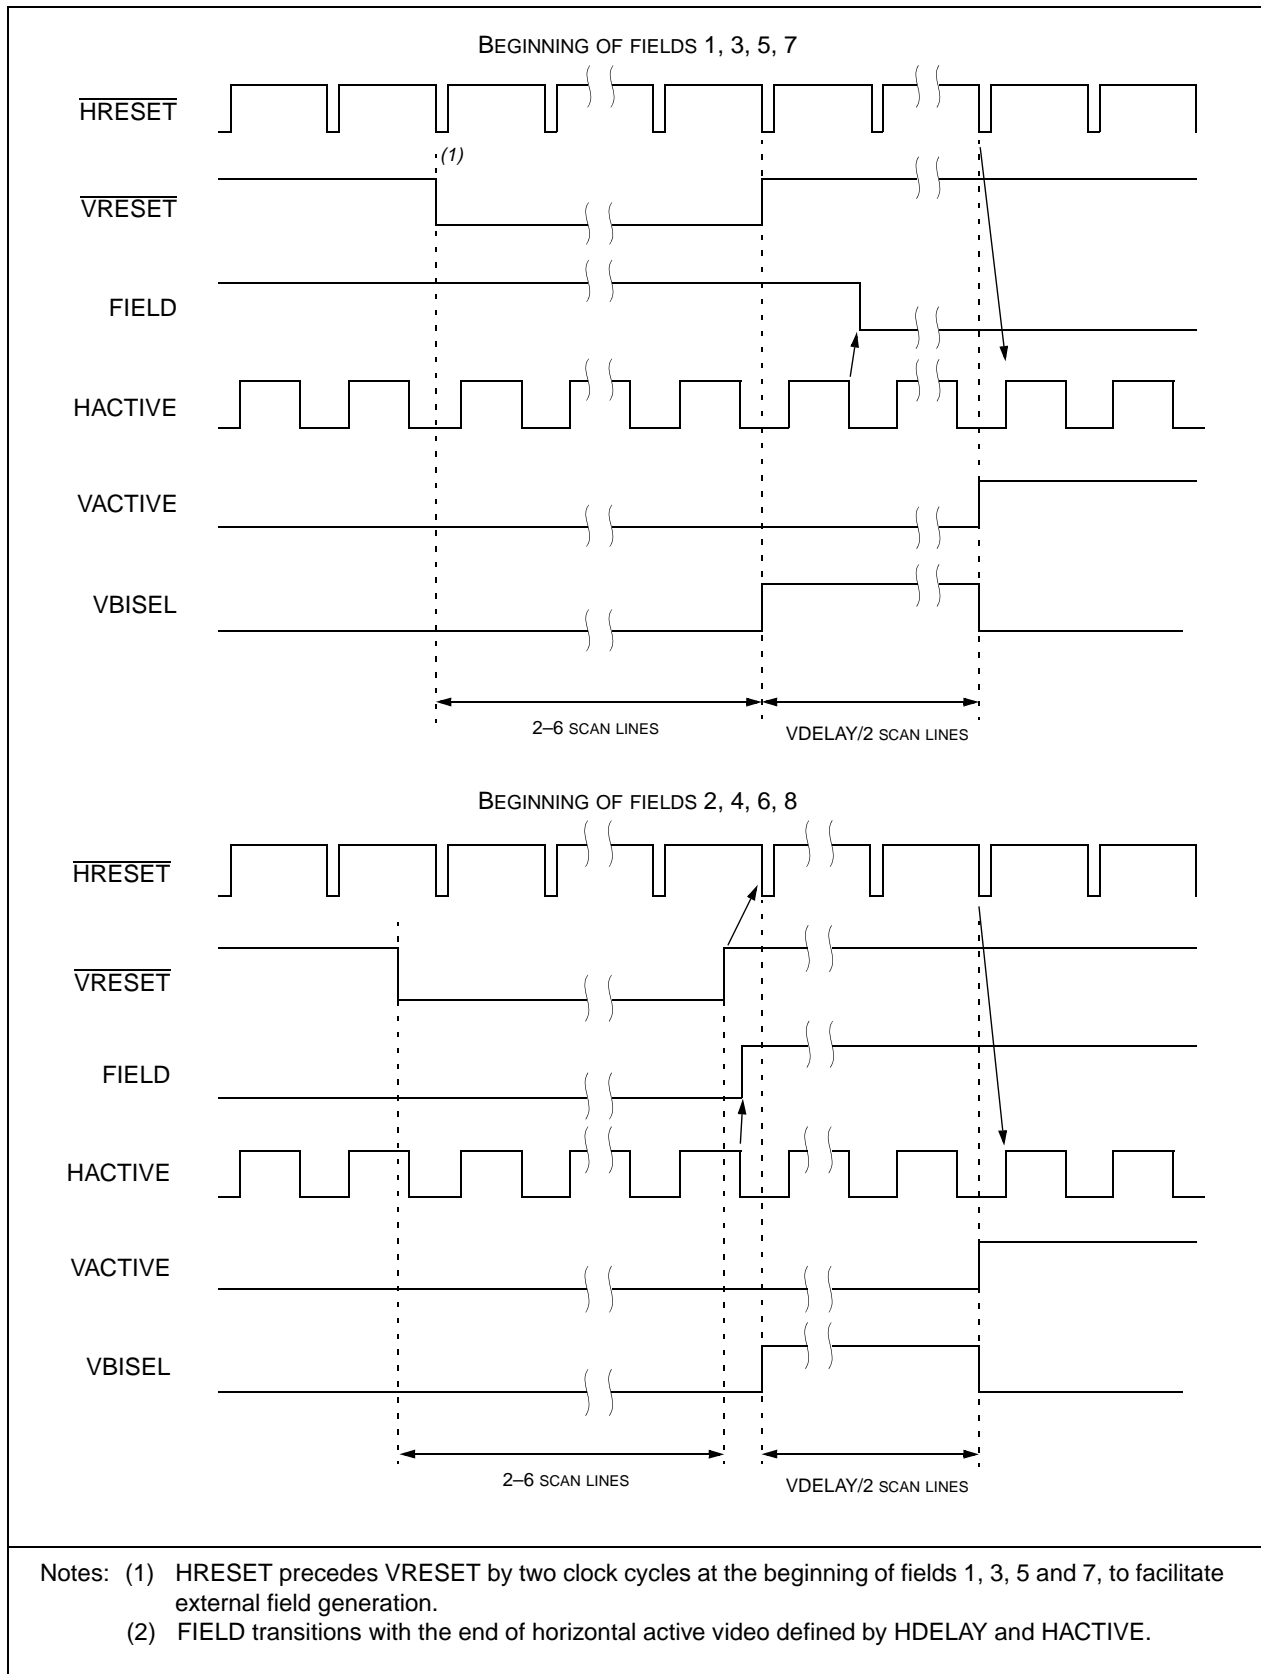 BEGINNING OF FIELDS 1, 3, 5, 7
HRESET
(1)
VRESET
FIELD
HACTIVE
VACTIVE
VBISEL
2–6 SCAN LINES
VDELAY/2 SCAN LINES
BEGINNING OF FIELDS 2, 4, 6, 8
HRESET
VRESET
FIELD
HACTIVE
VACTIVE
VBISEL
2–6 SCAN LINES
VDELAY/2 SCAN LINES
Notes: (1) HRESET precedes VRESET by two clock cycles at the beginning of fields 1, 3, 5 and 7, to facilitate
external field generation.
(2) FIELD transitions with the end of horizontal active video defined by HDELAY and HACTIVE.